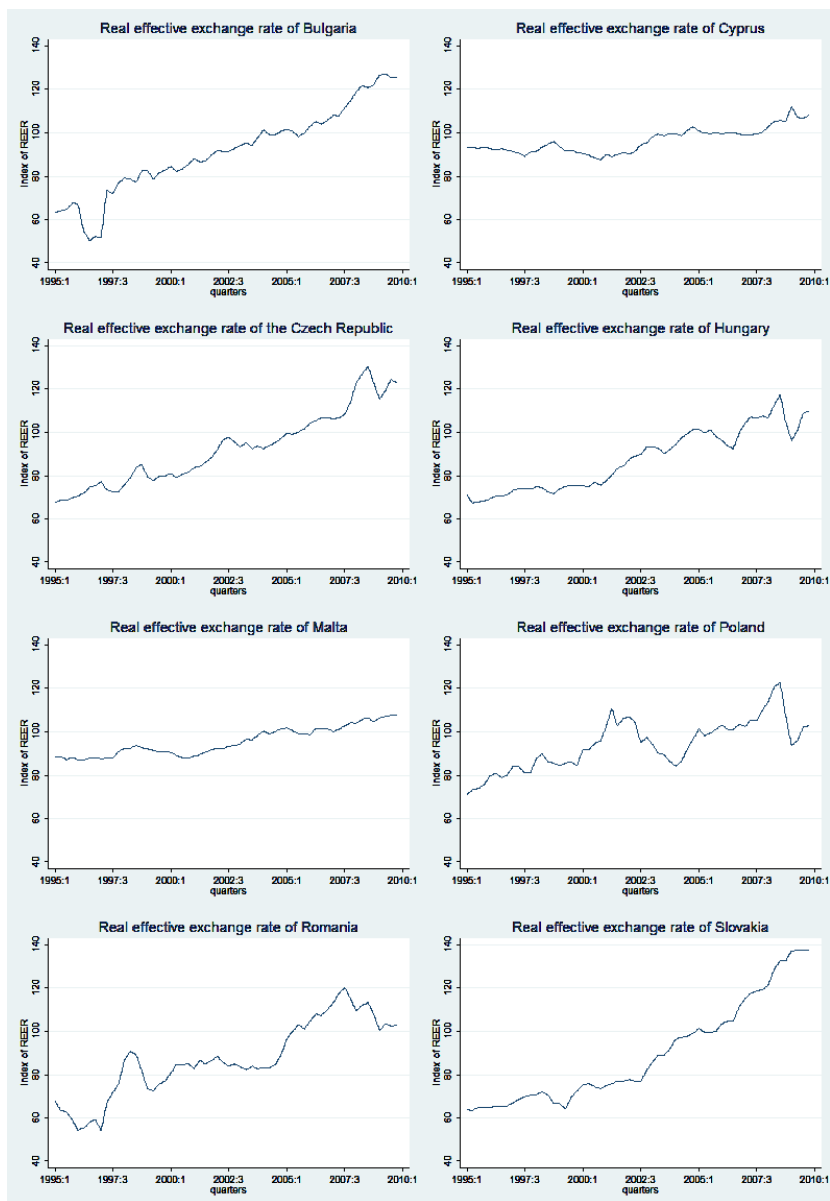 Real effective exchange rate of Bulgaria
Index of REER
140
120
100
80
60
40
1995:1 1997:3 2000:1 2002:3 2005:1 2007:3 2010:1
quarters
Real effective exchange rate of Cyprus
Index of REER
140
120
100
80
60
40
1995:1 1997:3 2000:1 2002:3 2005:1 2007:3 2010:1
quarters
Real effective exchange rate of the Czech Republic
Index of REER
140
120
100
80
60
40
1995:1 1997:3 2000:1 2002:3 2005:1 2007:3 2010:1
quarters
Real effective exchange rate of Hungary
Index of REER
140
120
100
80
60
40
1995:1 1997:3 2000:1 2002:3 2005:1 2007:3 2010:1
quarters
Real effective exchange rate of Malta
Index of REER
140
120
100
80
60
40
1995:1 1997:3 2000:1 2002:3 2005:1 2007:3 2010:1
quarters
Real effective exchange rate of Poland
Index of REER
140
120
100
80
60
40
1995:1 1997:3 2000:1 2002:3 2005:1 2007:3 2010:1
quarters
Real effective exchange rate of Romania
Index of REER
140
120
100
80
60
40
1995:1 1997:3 2000:1 2002:3 2005:1 2007:3 2010:1
quarters
Real effective exchange rate of Slovakia
Index of REER
140
120
100
80
60
40
1995:1 1997:3 2000:1 2002:3 2005:1 2007:3 2010:1
quarters